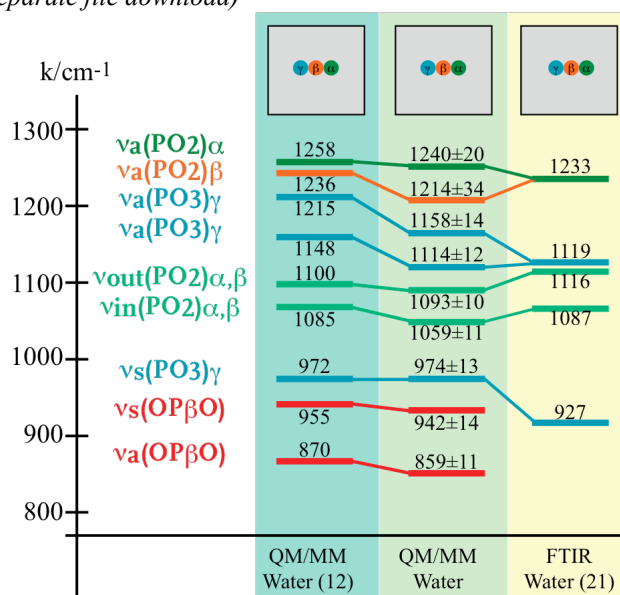 eparate file download)
γ β α
γ β α
γ β α
k/cm-1
1300
1200
1100
1000
900
800
νa(PO2)α
νa(PO2)β
νa(PO3)γ
νa(PO3)γ
νout(PO2)α,β
νin(PO2)α,β
νs(PO3)γ
νs(OPβO)
νa(OPβO)
1258
1236
1215
1148
1100
1085
972
955
870
1240±20
1214±34
1158±14
1114±12
1093±10
1059±11
974±13
942±14
859±11
1233
1119
1116
1087
927
QM/MM
Water (12)
QM/MM
Water
FTIR
Water (21)